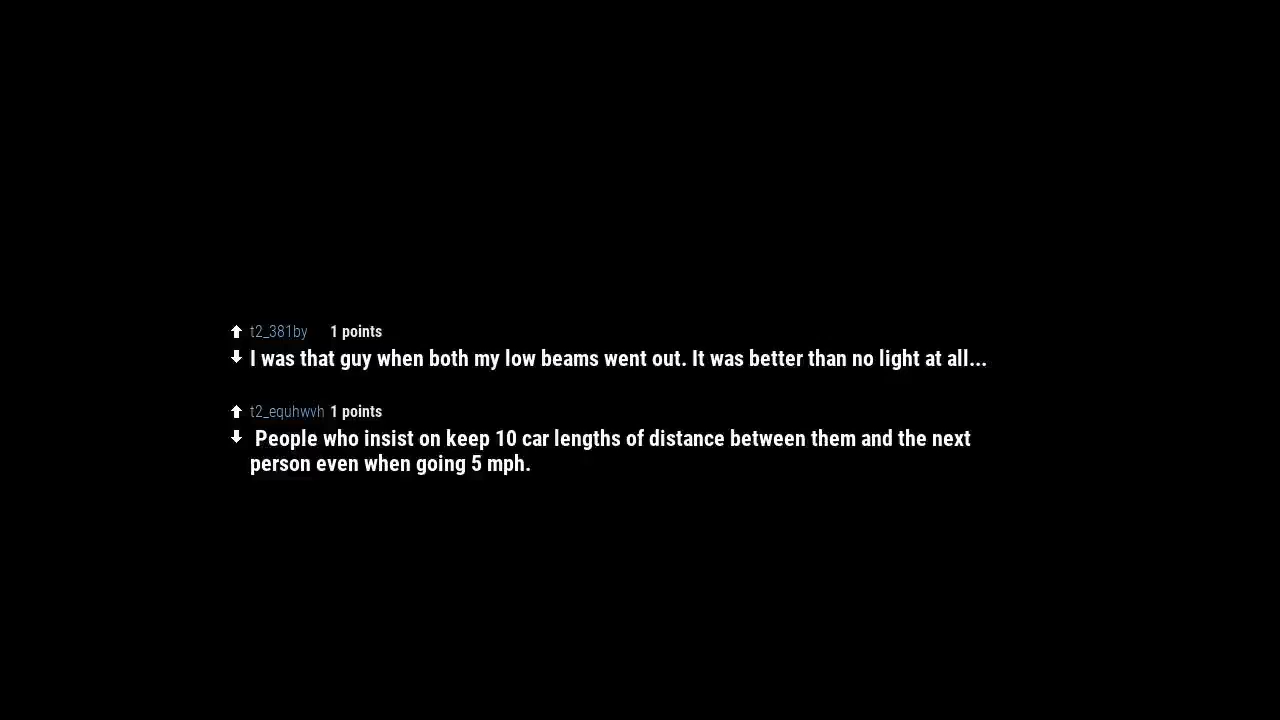 t2_381by 1 points
I was that guy when both my low beams went out. It was better than no light at all...
t2_equhwvh 1 points
People who insist on keep 10 car lengths of distance between them and the next
person even when going 5 mph.